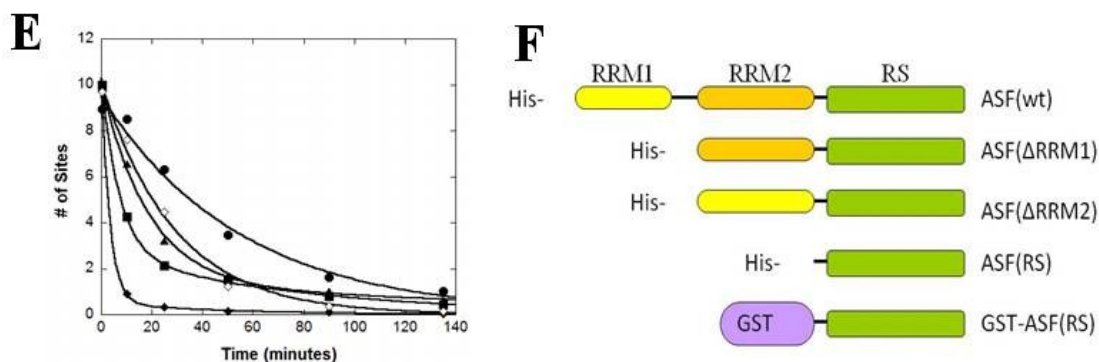 E
# of Sites
12
10
8
6
4
2
0
0 20 40 60 80 100 120 140
Time (minutes)
F
RRM1 RRM2 RS
His- ASF(wt)
His- ASF(ΔRRM1)
His- ASF(ΔRRM2)
His- ASF(RS)
GST GST-ASF(RS)